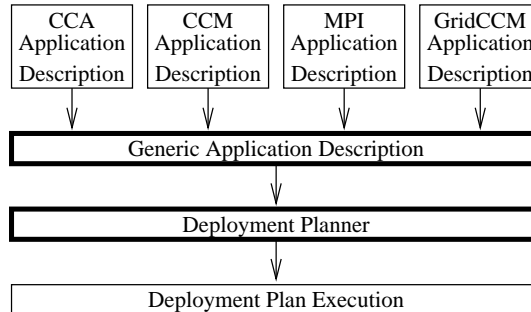 CCA
Application
Description
CCM
Application
Description
MPI
Application
Description
GridCCM
Application
Description
Generic Application Description
Deployment Planner
Deployment Plan Execution